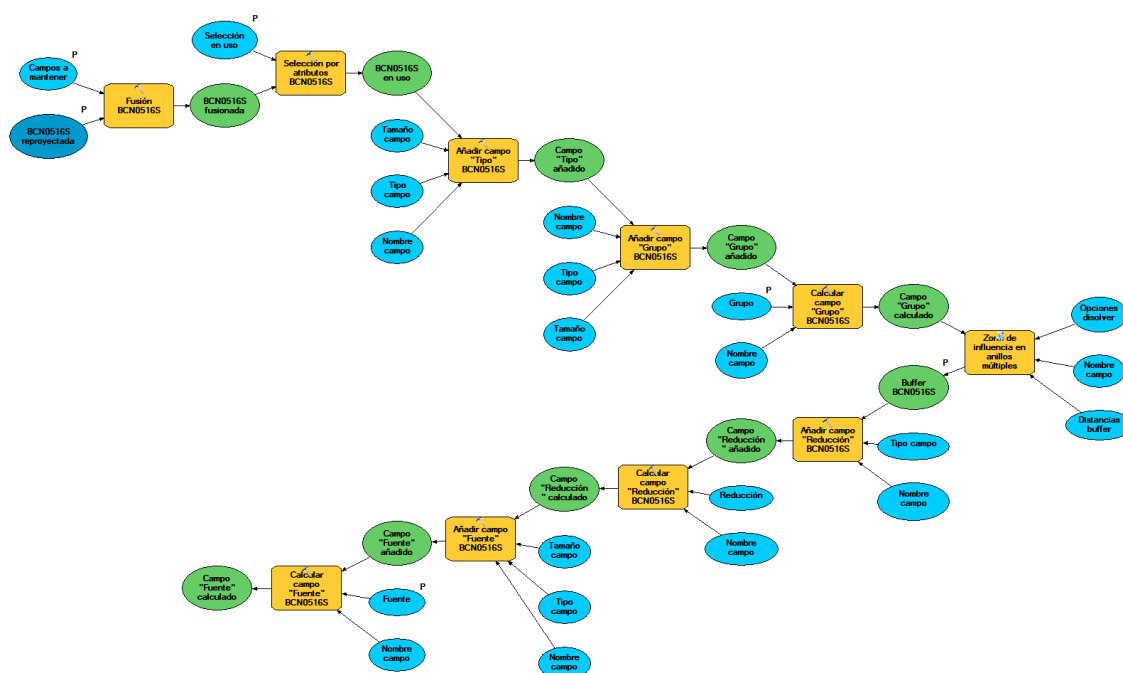 P
Selección
en uso
P
Campos a
mantener
Selección por
atributos
BCN0516S
BCN0516S
en uso
Fusión
BCN0516S
BCN0516S
fusionada
P
BCN0516S
reproyectada
Tamaño
campo
Añadir campo
"Tipo"
BCN0516S
Campo
"Tipo"
añadido
Tipo
campo
Nombre
campo
Nombre
campo
Añadir campo
"Grupo"
BCN0516S
Campo
"Grupo"
añadido
Tipo
campo
Tamaño
campo
P
Grupo
Calcular
campo
"Grupo"
BCN0516S
Campo
"Grupo"
calculado
Nombre
campo
Opciones
disolver
Zona de
influencia en
anillos
múltiples
Nombre
campo
Distancias
buffer
P
Buffer
BCN0516S
Añadir campo
"Reducción"
BCN0516S
Tipo campo
Nombre
campo
Campo
"Reducción
" añadido
Calcular
campo
"Reducción"
BCN0516S
Reducción
Nombre
campo
Campo
"Reducción
" calculado
Añadir campo
"Fuente"
BCN0516S
Tamaño
campo
Tipo
campo
Nombre
campo
Campo
"Fuente"
añadido
Calcular
campo
"Fuente"
BCN0516S
P
Fuente
Nombre
campo
Campo
"Fuente"
calculado